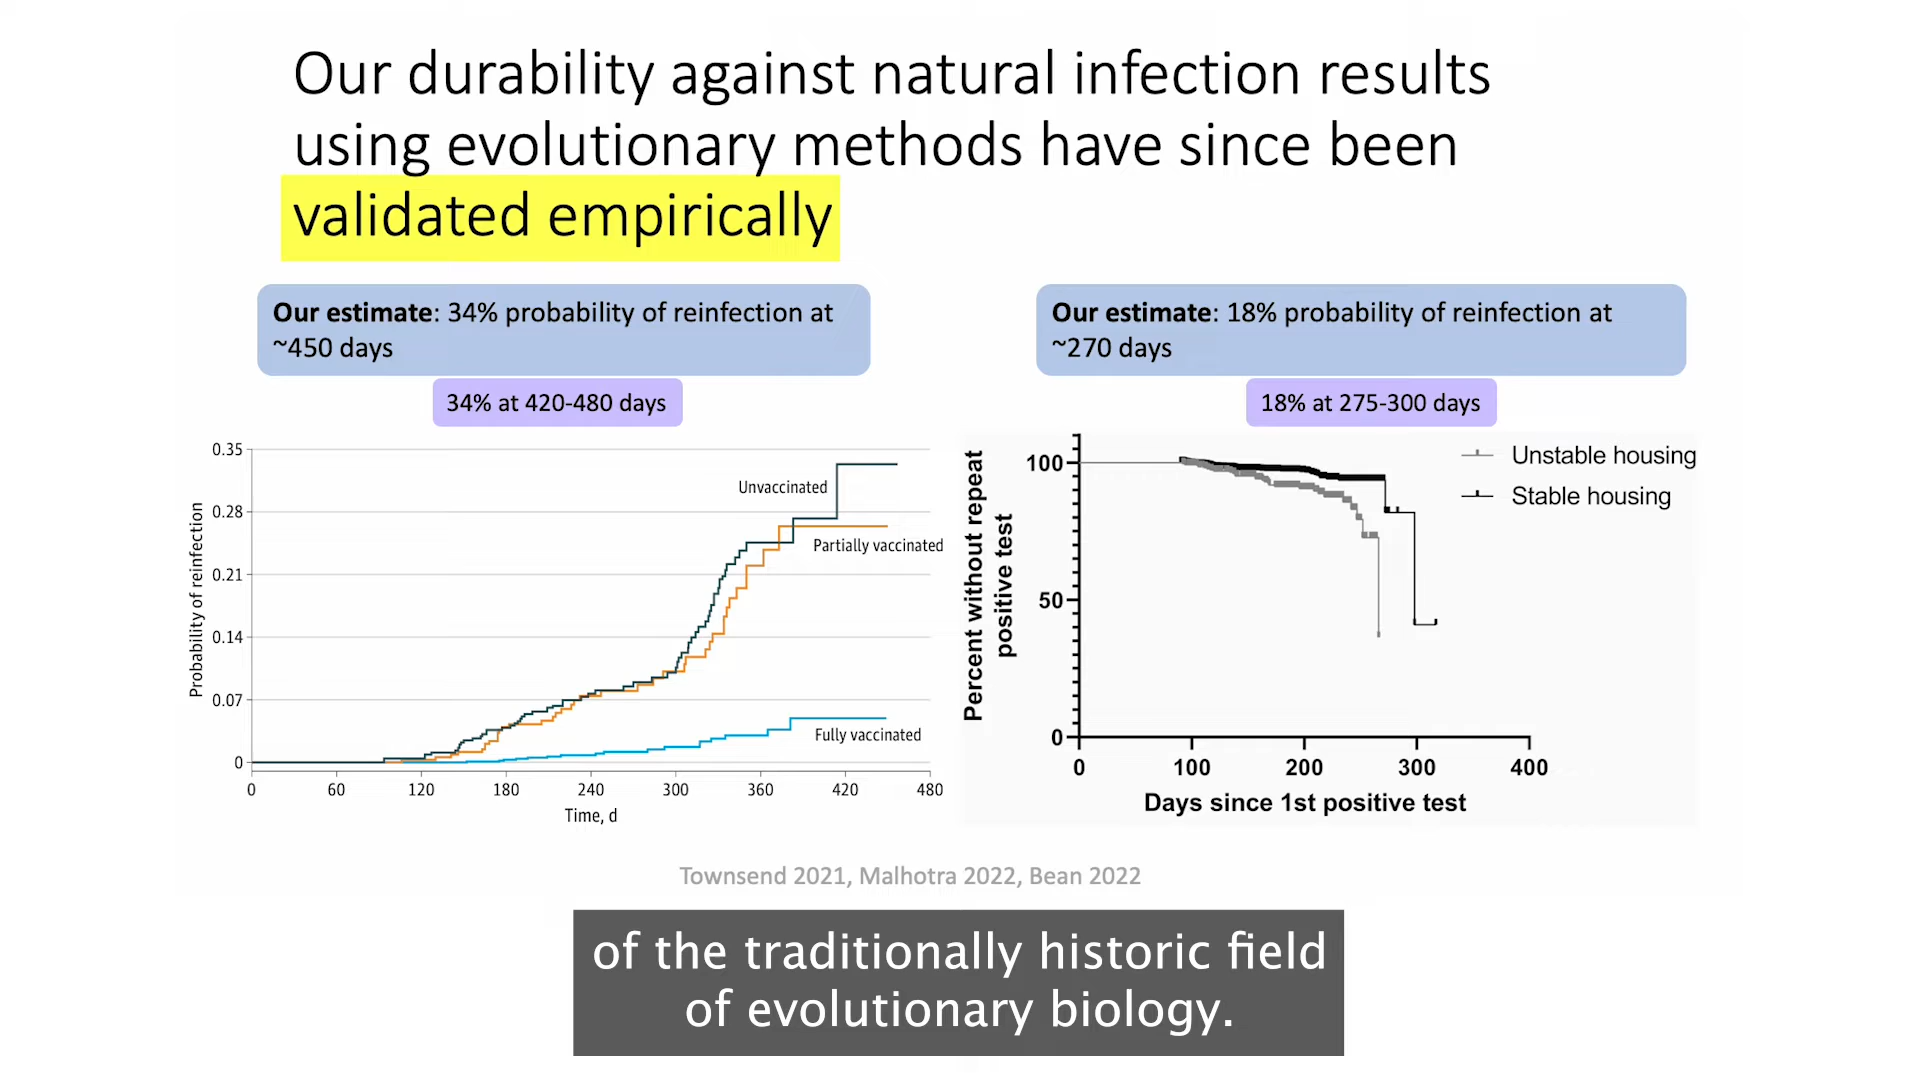 Our durability against natural infection results
using evolutionary methods have since been
validated empirically
Our estimate: 34% probability of reinfection at
~450 days
34% at 420-480 days
Our estimate: 18% probability of reinfection at
~270 days
18% at 275-300 days
Probability of reinfection
0.35
0.28
0.21
0.14
0.07
0
Unvaccinated
Partially vaccinated
Fully vaccinated
0 60 120 180 240 300 360 420 480
Time, d
Percent without repeat
positive test
100
50
0
Unstable housing
Stable housing
0 100 200 300 400
Days since 1st positive test
Townsend 2021, Malhotra 2022, Bean 2022
of the traditionally historic field
of evolutionary biology.